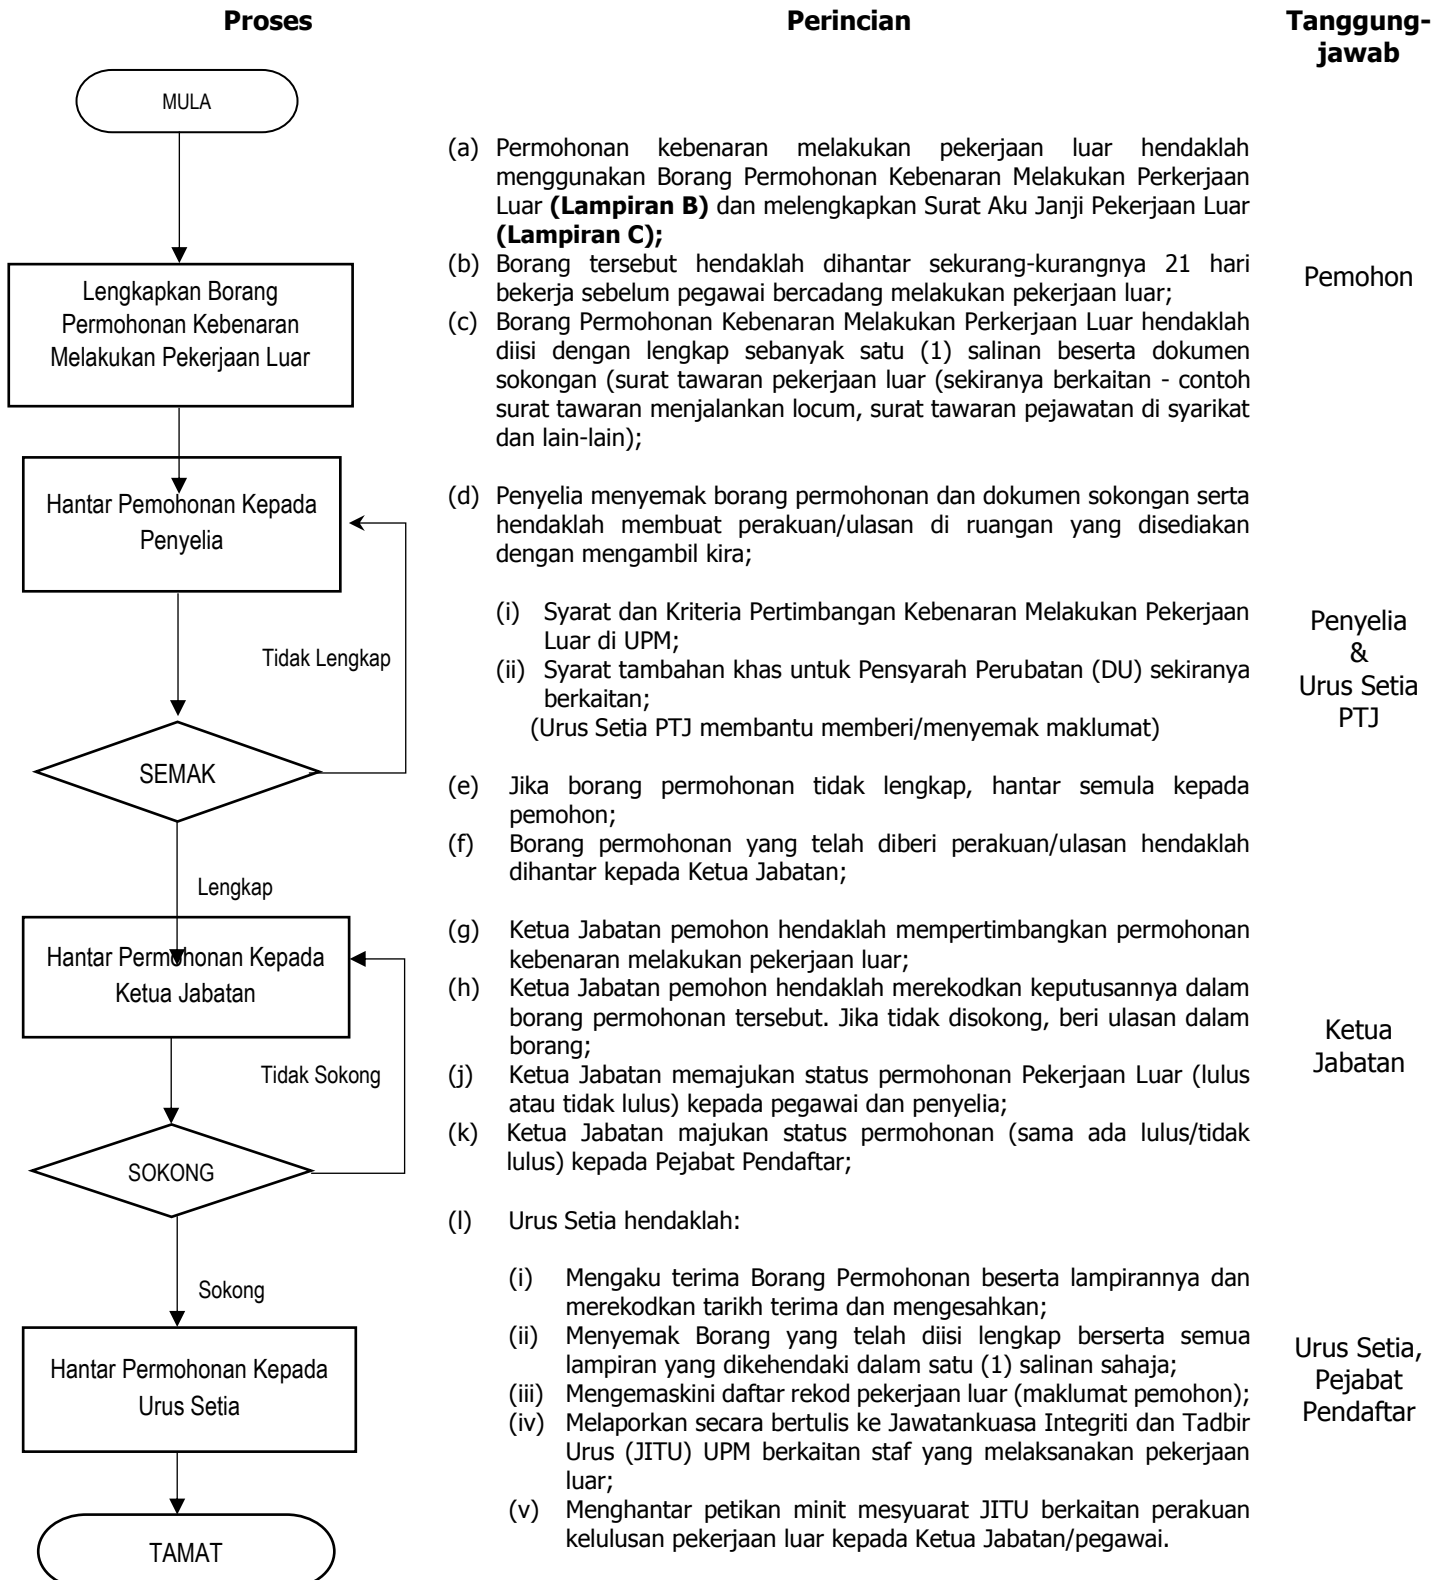 Proses
Perincian
Tanggung-
jawab
MULA
Lengkapkan Borang
Permohonan Kebenaran
Melakukan Pekerjaan Luar
Hantar Pemohonan Kepada
Penyelia
Tidak Lengkap
SEMAK
Lengkap
Hantar Permohonan Kepada
Ketua Jabatan
Tidak Sokong
SOKONG
Sokong
Hantar Permohonan Kepada
Urus Setia
TAMAT
(a) Permohonan kebenaran melakukan pekerjaan luar hendaklah
menggunakan Borang Permohonan Kebenaran Melakukan Perkerjaan
Luar (Lampiran B) dan melengkapkan Surat Aku Janji Pekerjaan Luar
(Lampiran C);
(b) Borang tersebut hendaklah dihantar sekurang-kurangnya 21 hari
bekerja sebelum pegawai bercadang melakukan pekerjaan luar;
(c) Borang Permohonan Kebenaran Melakukan Perkerjaan Luar hendaklah
diisi dengan lengkap sebanyak satu (1) salinan beserta dokumen
sokongan (surat tawaran pekerjaan luar (sekiranya berkaitan - contoh
surat tawaran menjalankan locum, surat tawaran pejawatan di syarikat
dan lain-lain);
Pemohon
(d) Penyelia menyemak borang permohonan dan dokumen sokongan serta
hendaklah membuat perakuan/ulasan di ruangan yang disediakan
dengan mengambil kira;
(i) Syarat dan Kriteria Pertimbangan Kebenaran Melakukan Pekerjaan
Luar di UPM;
(ii) Syarat tambahan khas untuk Pensyarah Perubatan (DU) sekiranya
berkaitan;
(Urus Setia PTJ membantu memberi/menyemak maklumat)
(e) Jika borang permohonan tidak lengkap, hantar semula kepada
pemohon;
(f) Borang permohonan yang telah diberi perakuan/ulasan hendaklah
dihantar kepada Ketua Jabatan;
Penyelia
&
Urus Setia
PTJ
(g) Ketua Jabatan pemohon hendaklah mempertimbangkan permohonan
kebenaran melakukan pekerjaan luar;
(h) Ketua Jabatan pemohon hendaklah merekodkan keputusannya dalam
borang permohonan tersebut. Jika tidak disokong, beri ulasan dalam
borang;
(j) Ketua Jabatan memajukan status permohonan Pekerjaan Luar (lulus
atau tidak lulus) kepada pegawai dan penyelia;
(k) Ketua Jabatan majukan status permohonan (sama ada lulus/tidak
lulus) kepada Pejabat Pendaftar;
Ketua
Jabatan
(l) Urus Setia hendaklah:
(i) Mengaku terima Borang Permohonan beserta lampirannya dan
merekodkan tarikh terima dan mengesahkan;
(ii) Menyemak Borang yang telah diisi lengkap berserta semua
lampiran yang dikehendaki dalam satu (1) salinan sahaja;
(iii) Mengemaskini daftar rekod pekerjaan luar (maklumat pemohon);
(iv) Melaporkan secara bertulis ke Jawatankuasa Integriti dan Tadbir
Urus (JITU) UPM berkaitan staf yang melaksanakan pekerjaan
luar;
(v) Menghantar petikan minit mesyuarat JITU berkaitan perakuan
kelulusan pekerjaan luar kepada Ketua Jabatan/pegawai.
Urus Setia,
Pejabat
Pendaftar